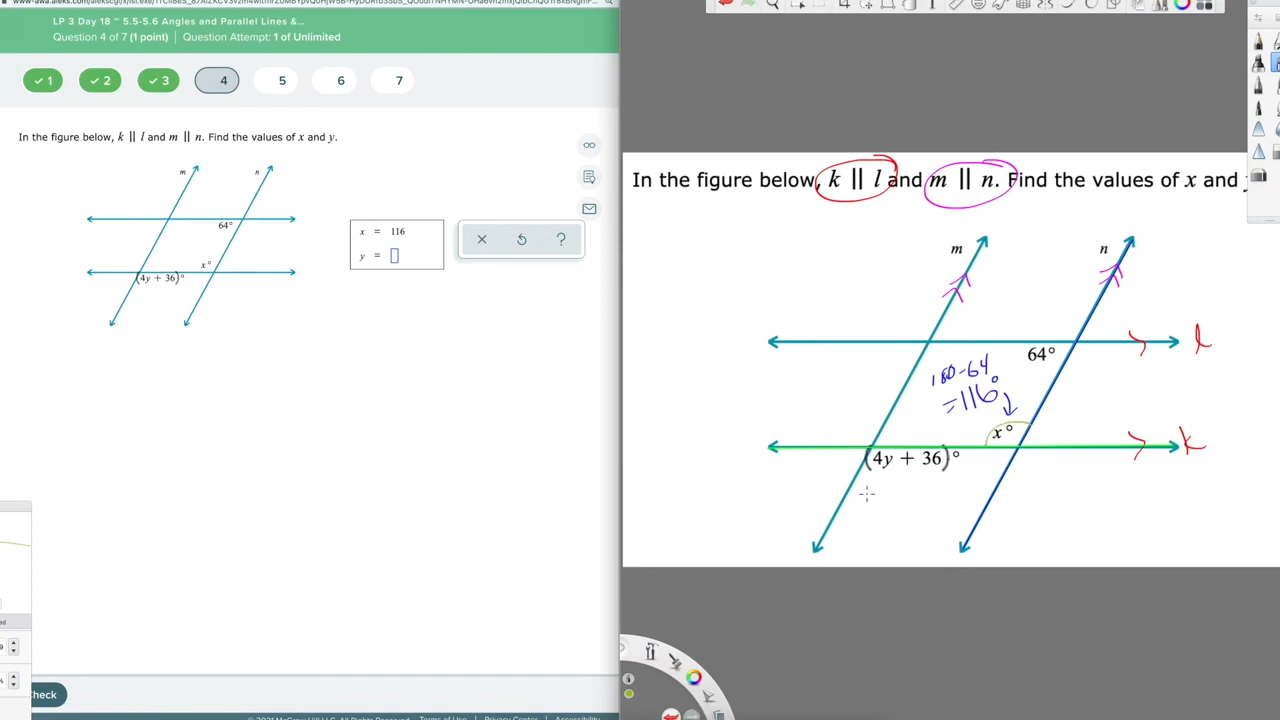 LP 3 Day 18 ~ 5.5-5.6 Angles and Parallel Lines &...
Question 4 of 7 (1 point) | Question Attempt: 1 of Unlimited
✓ 1 ✓ 2 ✓ 3 4 5 6 7
In the figure below, k || l and m || n. Find the values of x and y.
m n
64°
x°
(4y + 36)°
x = 116
y =
In the figure below, k || l and m || n. Find the values of x and
m n
l
64°
180-64
=116°
x°
k
(4y + 36)°
Check